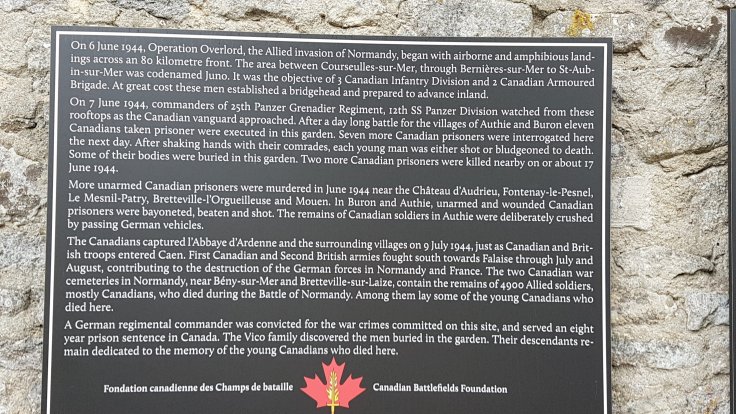 On 6 June 1944, Operation Overlord, the Allied invasion of Normandy, began with airborne and amphibious land-
ings across an 80 kilometre front. The area between Courseulles-sur-Mer, through Bernières-sur-Mer to St-Aub-
in-sur-Mer was codenamed Juno. It was the objective of 3 Canadian Infantry Division and 2 Canadian Armoured
Brigade. At great cost these men established a bridgehead and prepared to advance inland.
On 7 June 1944, commanders of 25th Panzer Grenadier Regiment, 12th SS Panzer Division watched from these
rooftops as the Canadian vanguard approached. After a day long battle for the villages of Authie and Buron eleven
Canadians taken prisoner were executed in this garden. Seven more Canadian prisoners were interrogated here
the next day. After shaking hands with their comrades, each young man was either shot or bludgeoned to death.
Some of their bodies were buried in this garden. Two more Canadian prisoners were killed nearby on or about 17
June 1944.
More unarmed Canadian prisoners were murdered in June 1944 near the Château d'Audrieu, Fontenay-le-Pesnel,
Le Mesnil-Patry, Bretteville-l'Orgueilleuse and Mouen. In Buron and Authie, unarmed and wounded Canadian
prisoners were bayoneted, beaten and shot. The remains of Canadian soldiers in Authie were deliberately crushed
by passing German vehicles.
The Canadians captured l'Abbaye d'Ardenne and the surrounding villages on 9 July 1944, just as Canadian and Brit-
ish troops entered Caen. First Canadian and Second British armies fought south towards Falaise through July and
August, contributing to the destruction of the German forces in Normandy and France. The two Canadian war
cemeteries in Normandy, near Bény-sur-Mer and Bretteville-sur-Laize, contain the remains of 4900 Allied soldiers,
mostly Canadians, who died during the Battle of Normandy. Among them lay some of the young Canadians who
died here.
A German regimental commander was convicted for the war crimes committed on this site, and served an eight
year prison sentence in Canada. The Vico family discovered the men buried in the garden. Their descendants re-
main dedicated to the memory of the young Canadians who died here.
Fondation canadienne des Champs de bataille Canadian Battlefields Foundation